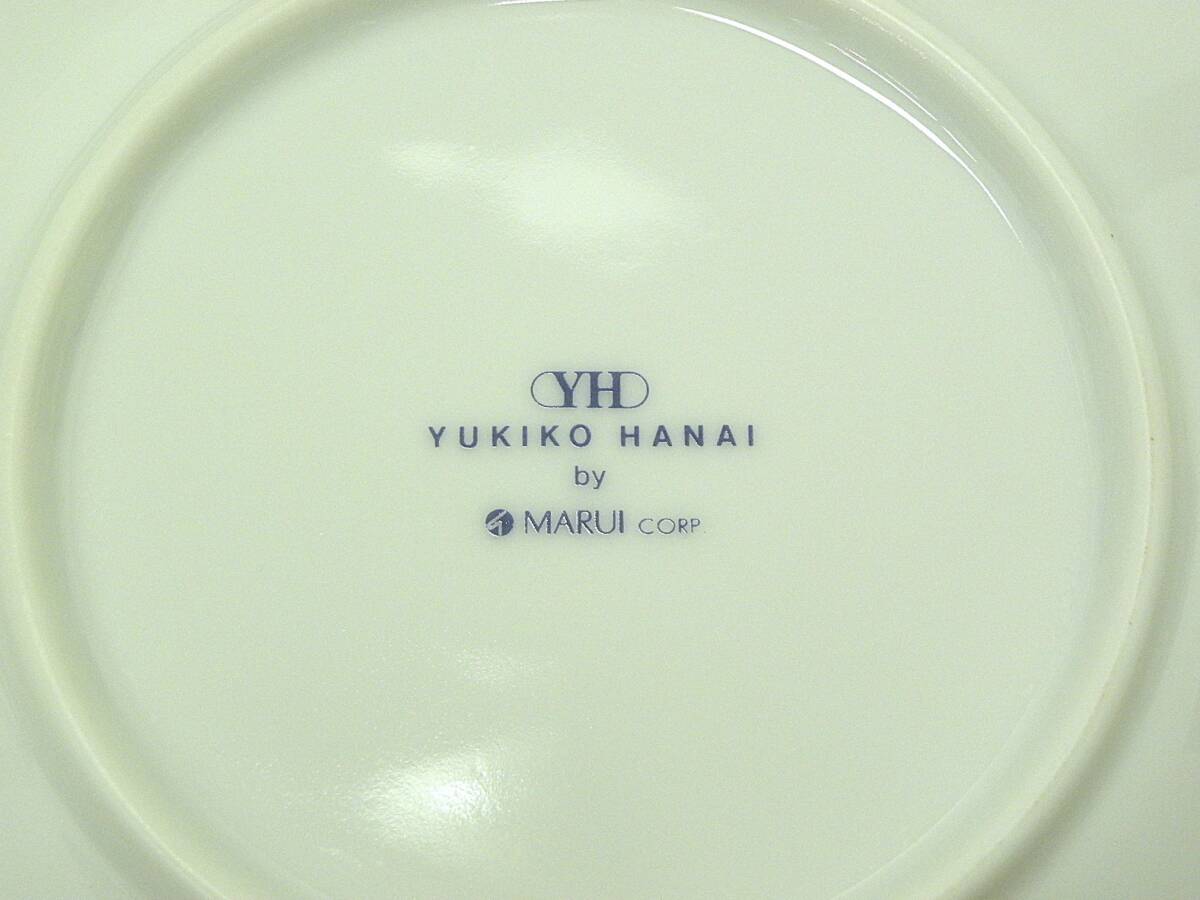 YH
YUKIKO HANAI
by
MARUI CORP.